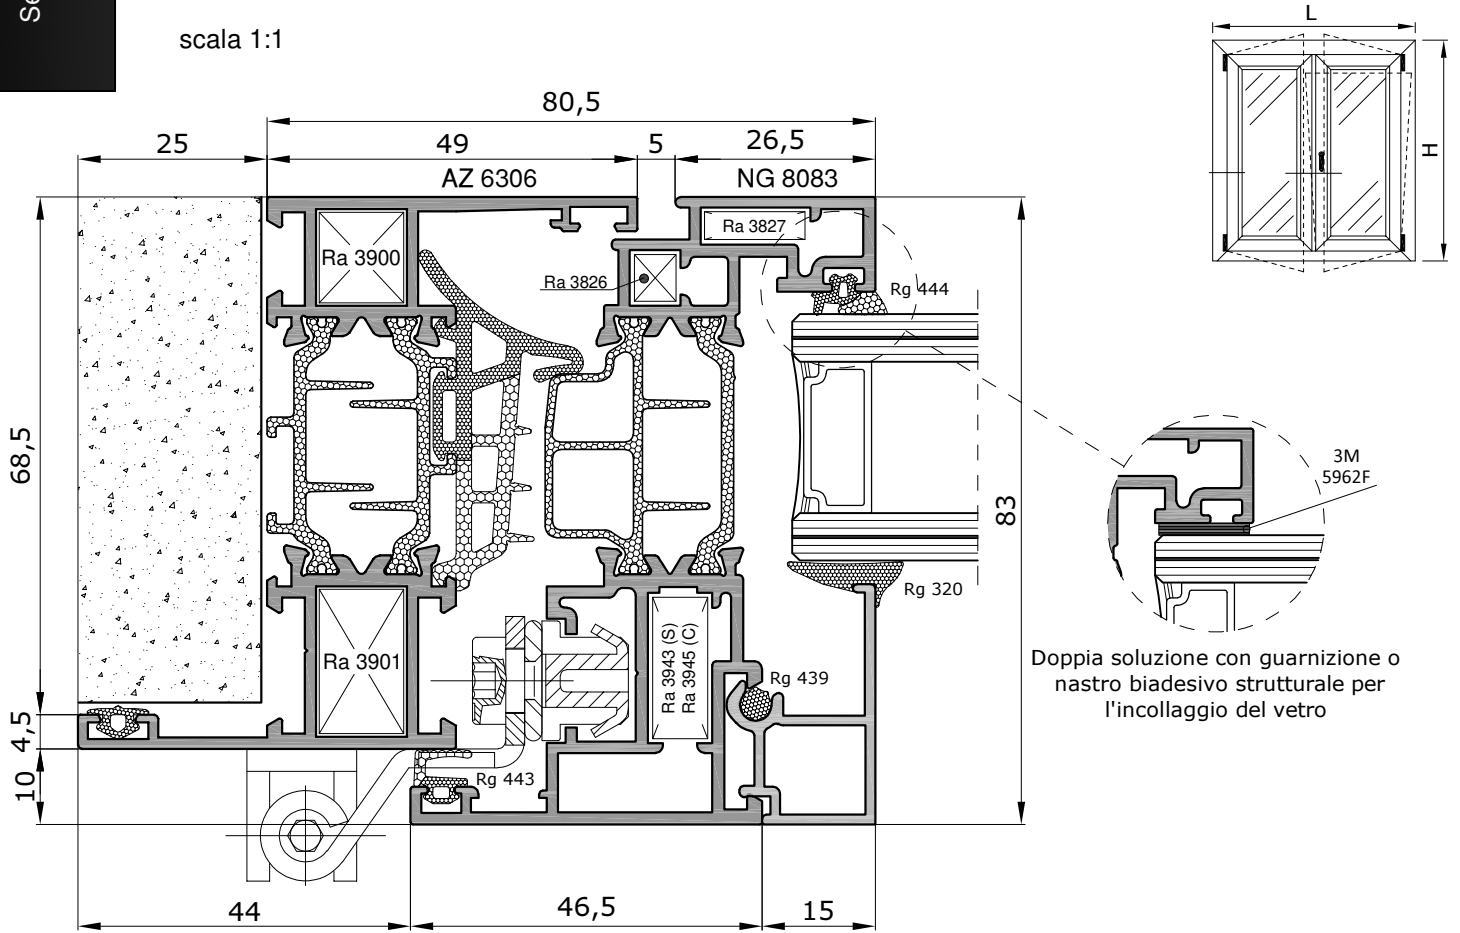 Se
scala 1:1
L
H
80,5
25
49
5
26,5
AZ 6306
NG 8083
Ra 3900
Ra 3827
Ra 3826
Rg 444
68,5
83
3M
5962F
Rg 320
Ra 3901
Ra 3943 (S)
Ra 3945 (C)
Rg 439
Doppia soluzione con guarnizione o
nastro biadesivo strutturale per
l'incollaggio del vetro
4,5
10
Rg 443
44
46,5
15